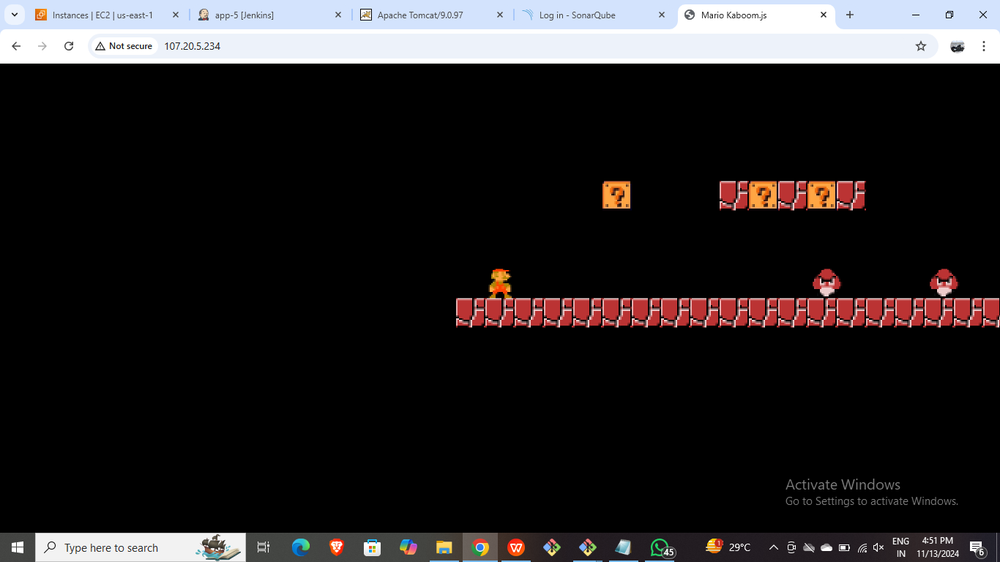 Instances | EC2 | us-east-1
app-5 [Jenkins]
Apache Tomcat/9.0.97
Log in - SonarQube
Mario Kaboom.js
Not secure
107.20.5.234
?
? ?
Activate Windows
Go to Settings to activate Windows.
Type here to search
W
1
45
29°C
ENG
IN
4:51 PM
11/13/2024
6